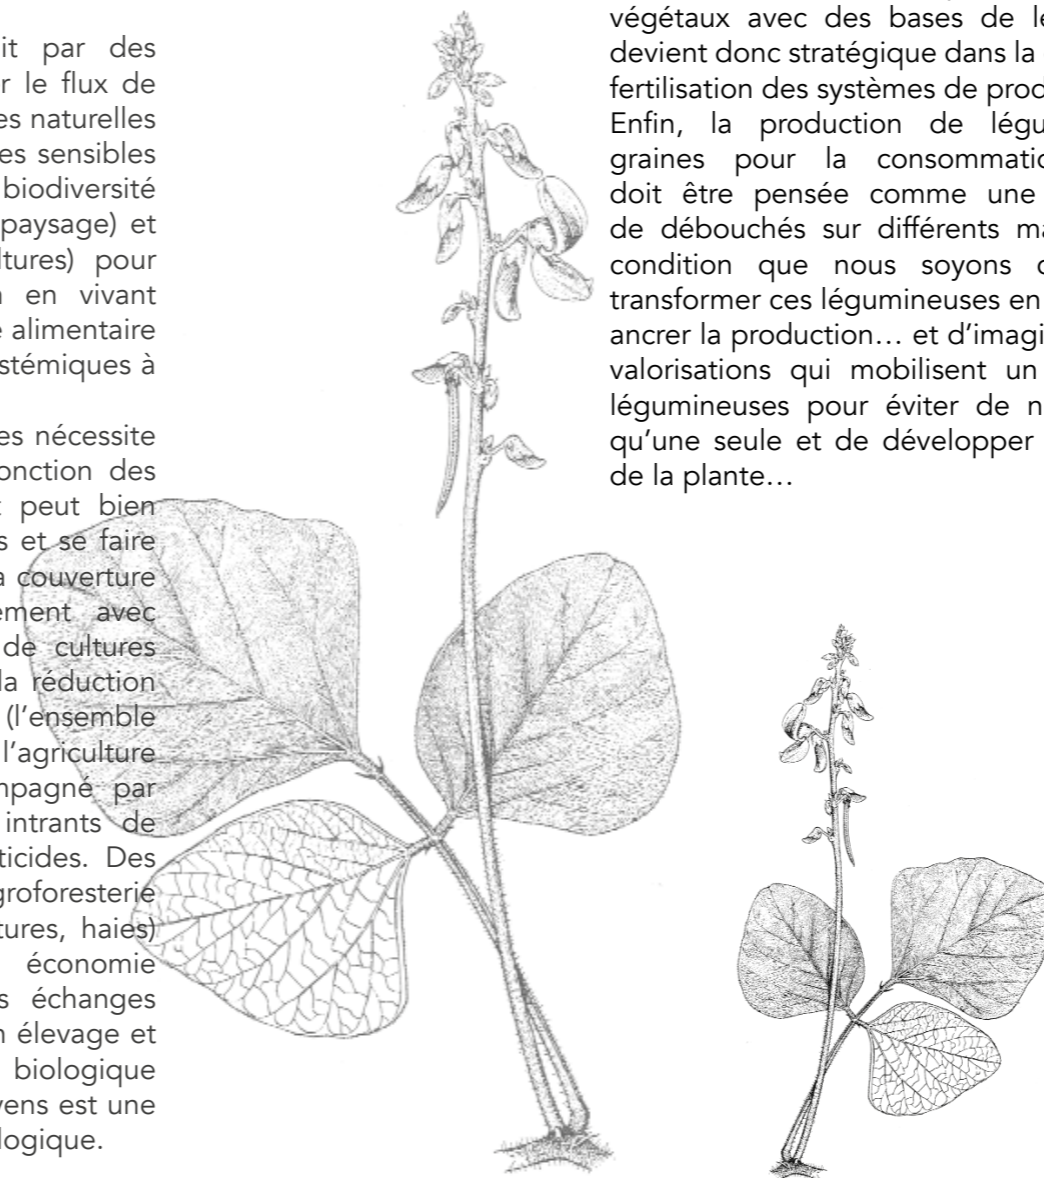 it par des
r le flux de
es naturelles
es sensibles
biodiversité
paysage) et
ltures) pour
en vivant
alimentaire
stémiques à
es nécessite
onction des
peut bien
s et se faire
a couverture
ement avec
de cultures
la réduction
(l'ensemble
l'agriculture
mpagné par
intrants de
ticides. Des
groforesterie
tures, haies)
économie
s échanges
n élevage et
biologique
yens est une
logique.
végétaux avec des bases de lé
devient donc stratégique dans la
fertilisation des systèmes de prod
Enfin, la production de légu
graines pour la consommatio
doit être pensée comme une
de débouchés sur différents ma
condition que nous soyons
transformer ces légumineuses en
ancrer la production… et d'imagi
valorisations qui mobilisent un
légumineuses pour éviter de n
qu'une seule et de développer
de la plante…